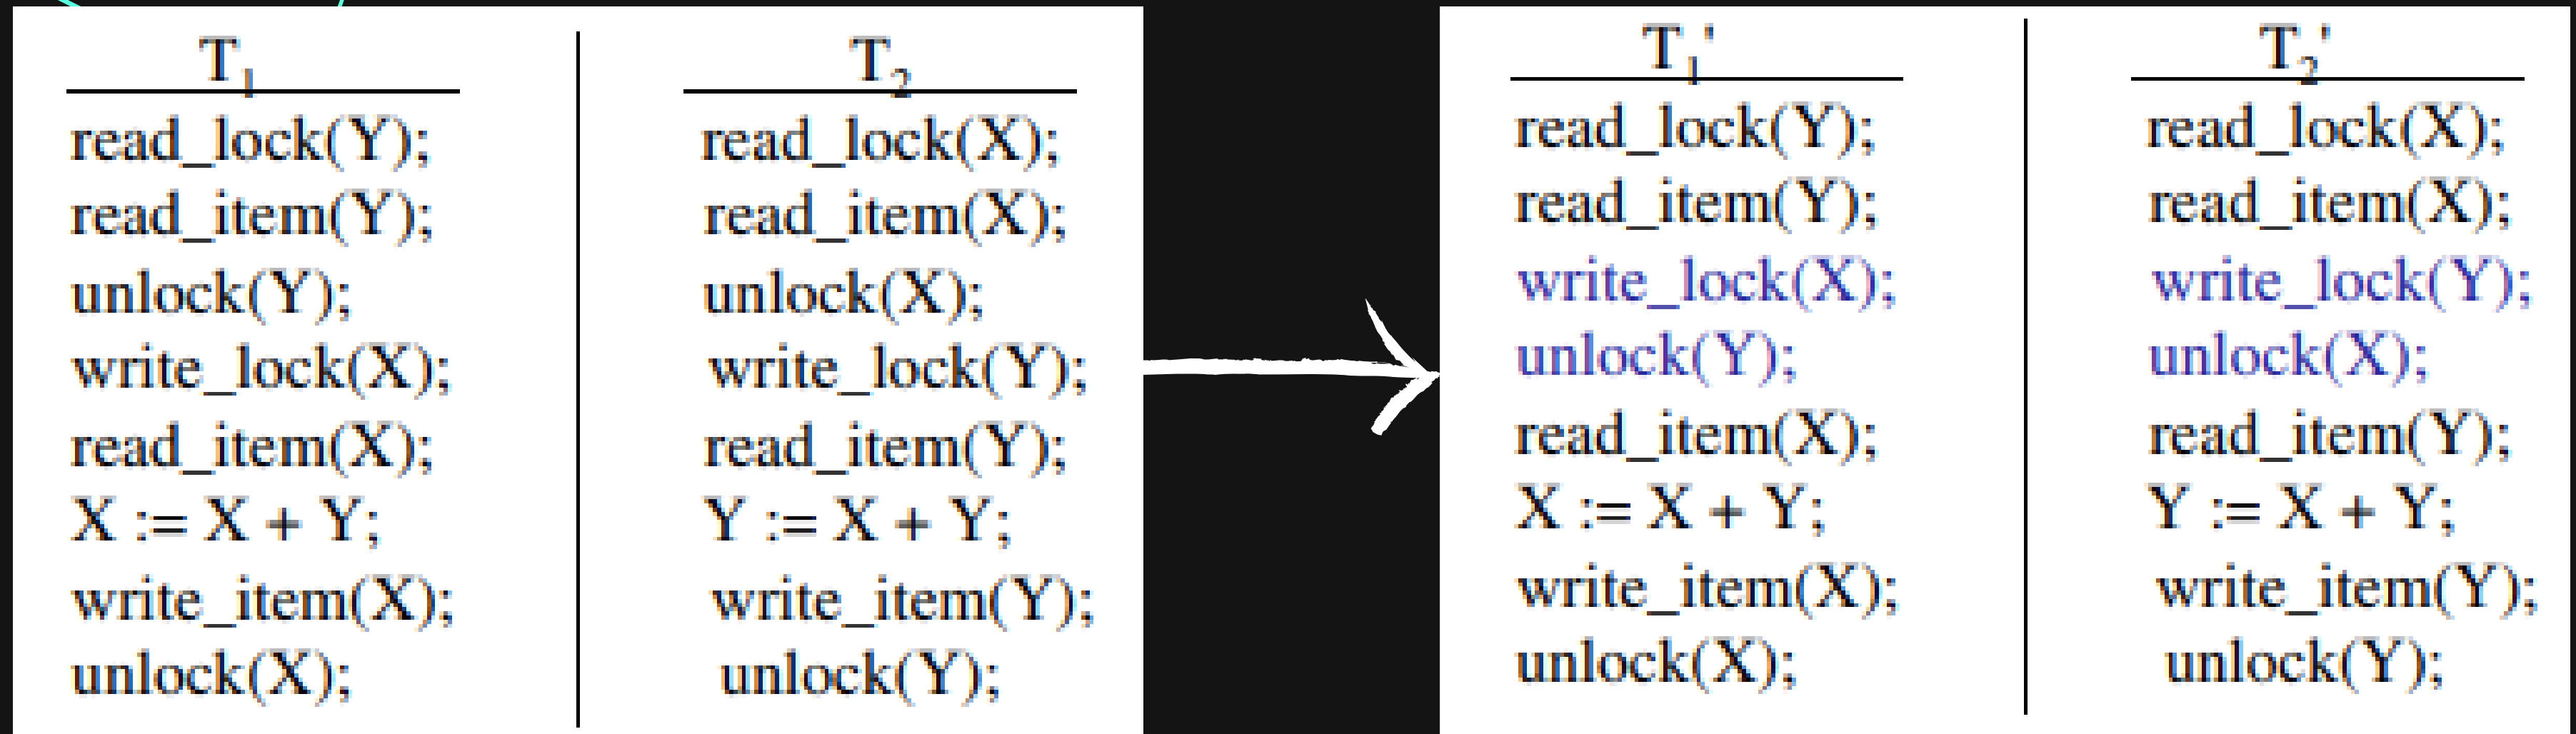 T1
read_lock(Y);
read_item(Y);
unlock(Y);
write_lock(X);
read_item(X);
X := X + Y;
write_item(X);
unlock(X);
T2
read_lock(X);
read_item(X);
unlock(X);
write_lock(Y);
read_item(Y);
Y := X + Y;
write_item(Y);
unlock(Y);
T1'
read_lock(Y);
read_item(Y);
write_lock(X);
unlock(Y);
read_item(X);
X := X + Y;
write_item(X);
unlock(X);
T2'
read_lock(X);
read_item(X);
write_lock(Y);
unlock(X);
read_item(Y);
Y := X + Y;
write_item(Y);
unlock(Y);